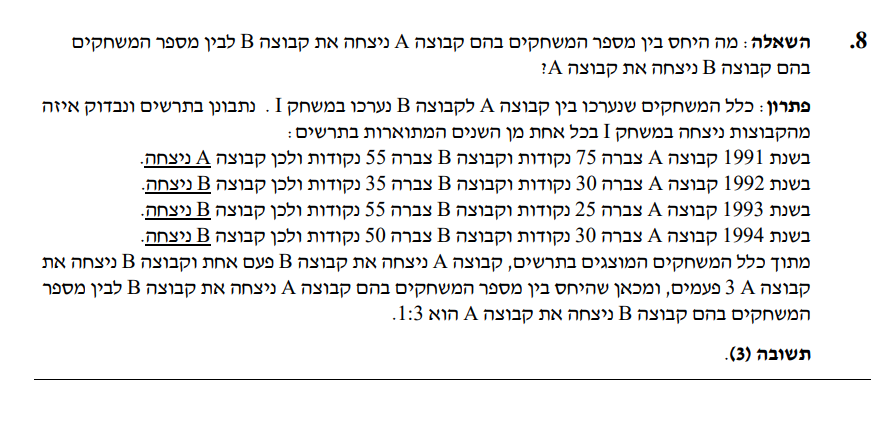 8. השאלה: מה היחס בין מספר המשחקים בהם קבוצה A ניצחה את קבוצה B לבין מספר המשחקים
בהם קבוצה B ניצחה את קבוצה A?
פתרון: כלל המשחקים שנערכו בין קבוצה A לקבוצה B נערכו במשחק I . נתבונן בתרשים ונבדוק איזה
מהקבוצות ניצחה במשחק I בכל אחת מן השנים המתוארות בתרשים:
בשנת 1991 קבוצה A צברה 75 נקודות וקבוצה B צברה 55 נקודות ולכן קבוצה A ניצחה.
בשנת 1992 קבוצה A צברה 30 נקודות וקבוצה B צברה 35 נקודות ולכן קבוצה B ניצחה.
בשנת 1993 קבוצה A צברה 25 נקודות וקבוצה B צברה 55 נקודות ולכן קבוצה B ניצחה.
בשנת 1994 קבוצה A צברה 30 נקודות וקבוצה B צברה 50 נקודות ולכן קבוצה B ניצחה.
מתוך כלל המשחקים המוצגים בתרשים, קבוצה A ניצחה את קבוצה B פעם אחת וקבוצה B ניצחה את
קבוצה A 3 פעמים, ומכאן שהיחס בין מספר המשחקים בהם קבוצה A ניצחה את קבוצה B לבין מספר
המשחקים בהם קבוצה B ניצחה את קבוצה A הוא 1:3.
תשובה (3).